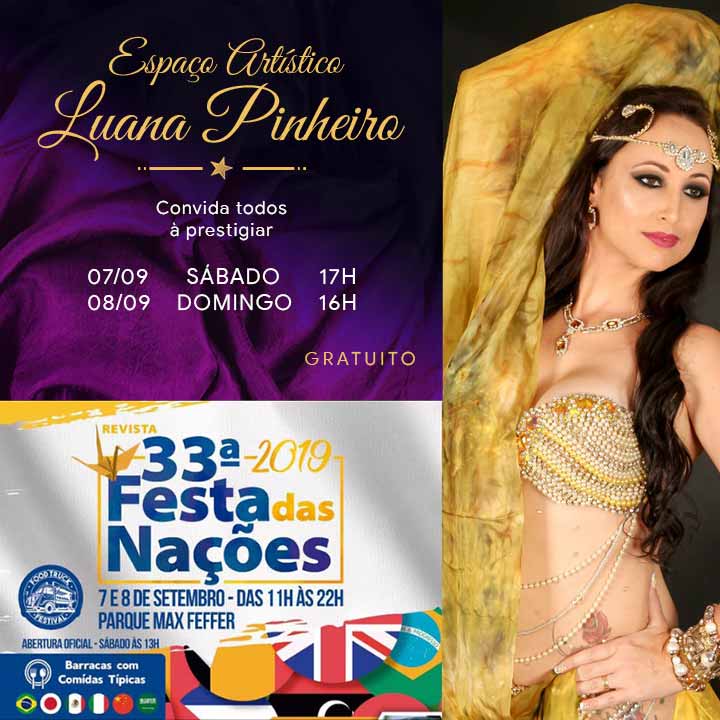 Espaço Artístico
Luana Pinheiro
Convida todos
à prestigiar
07/09 SÁBADO 17H
08/09 DOMINGO 16H
GRATUITO
REVISTA
33ª 2019
Festa das
Nações
FOOD TRUCK
FESTIVAL
7 E 8 DE SETEMBRO - DAS 11H ÀS 22H
PARQUE MAX FEFFER
ABERTURA OFICIAL - SÁBADO ÀS 13H
Barracas com
Comidas Típicas